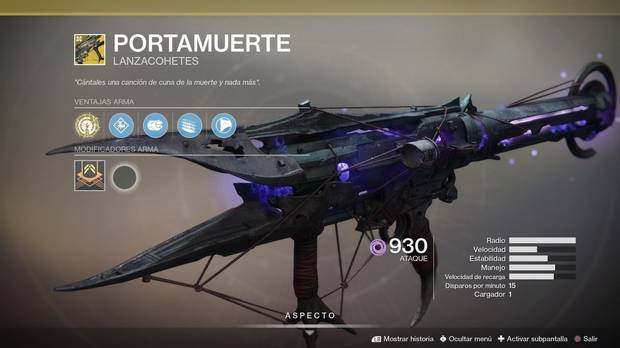 PORTAMUERTE
LANZACOHETES
"Cántales una canción de cuna de la muerte y nada más".
VENTAJAS ARMA
MODIFICADORES ARMA
930
ATAQUE
Radio
Velocidad
Estabilidad
Manejo
Velocidad de recarga
Disparos por minuto 15
Cargador 1
ASPECTO
Mostrar historia Ocultar menú Activar subpantalla Salir